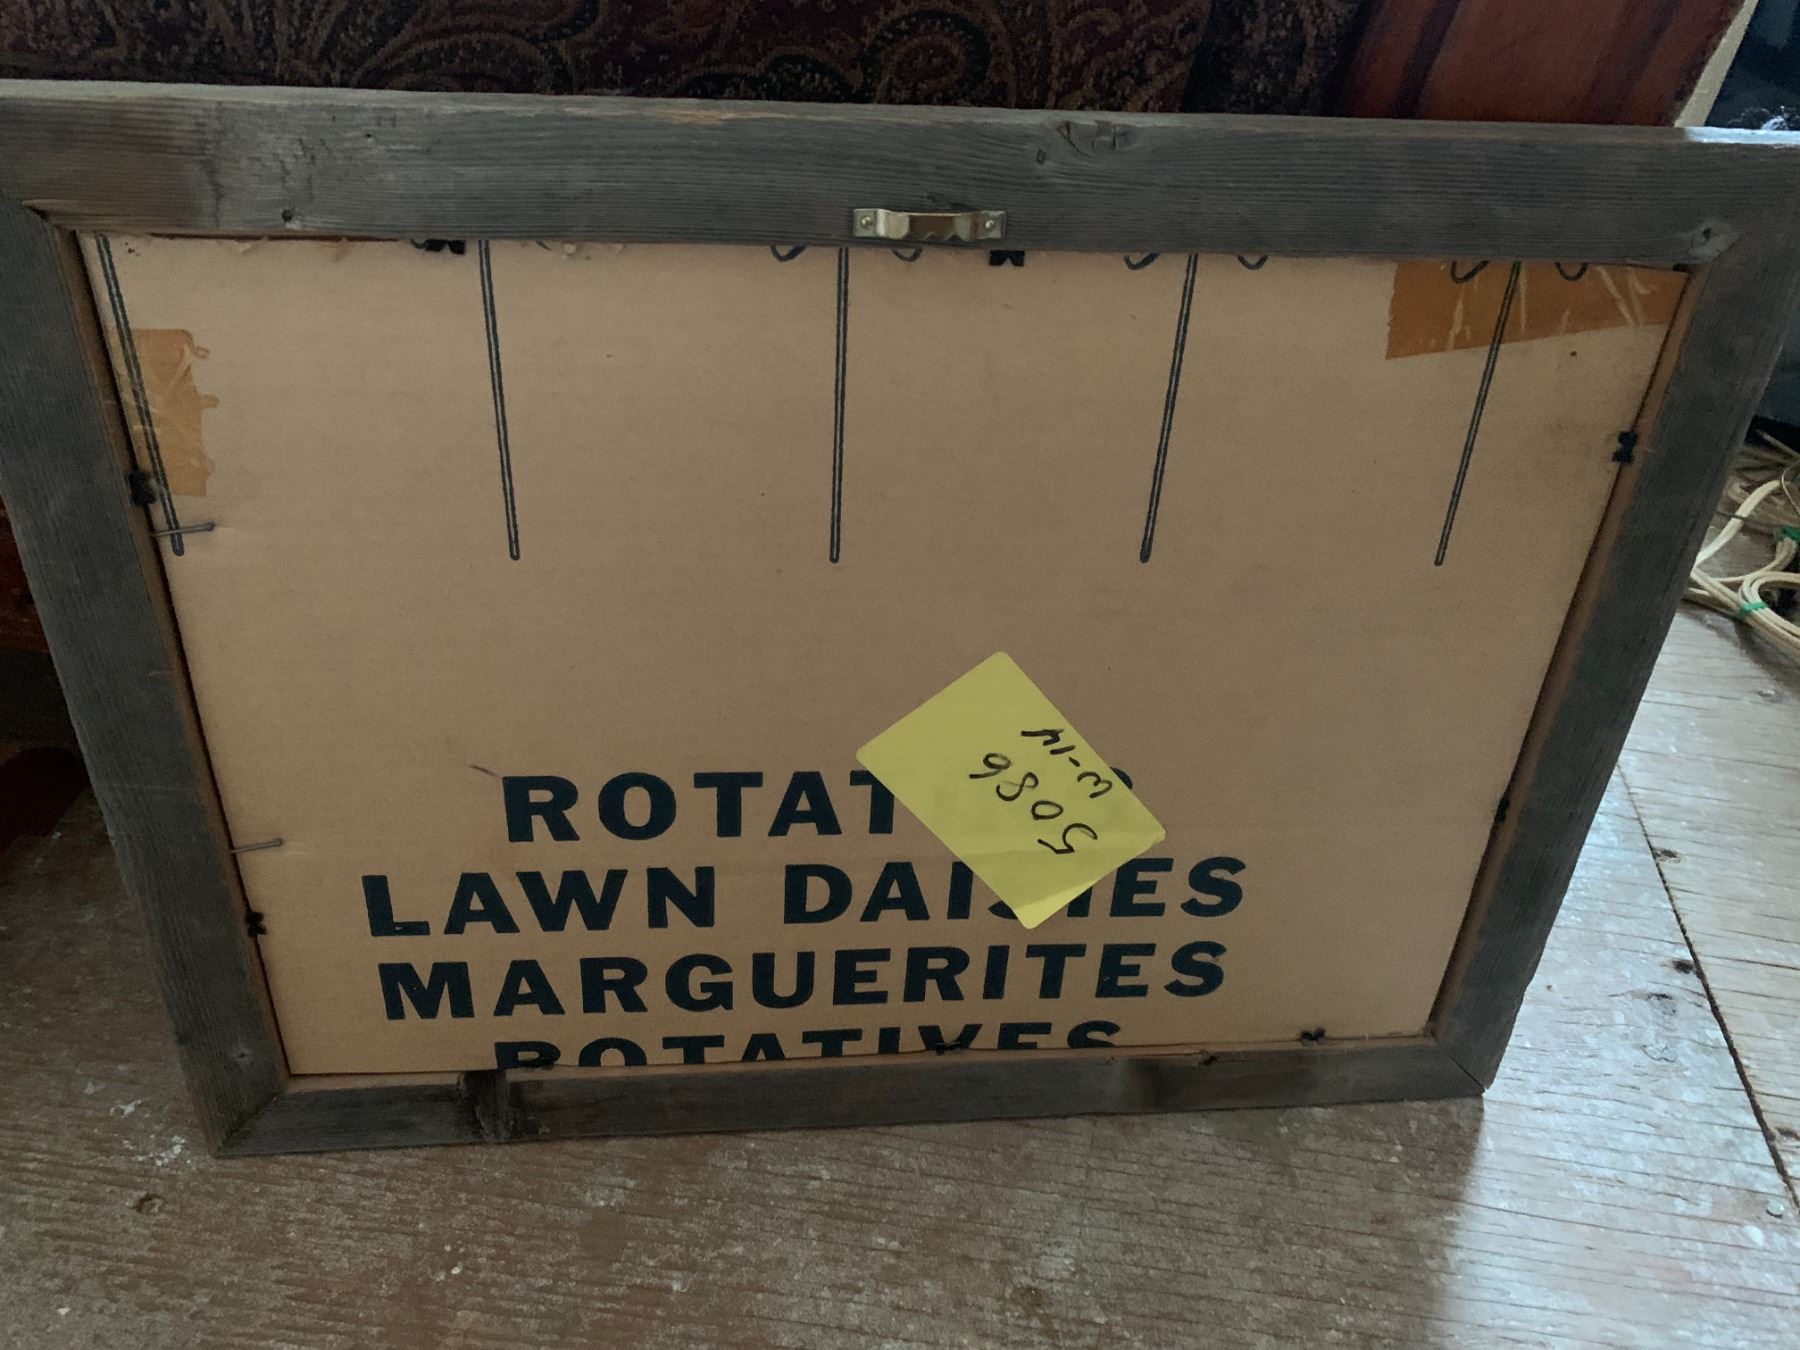 ROTAT
LAWN DAISIES
MARGUERITES
ROTATIVES
5086
W-14